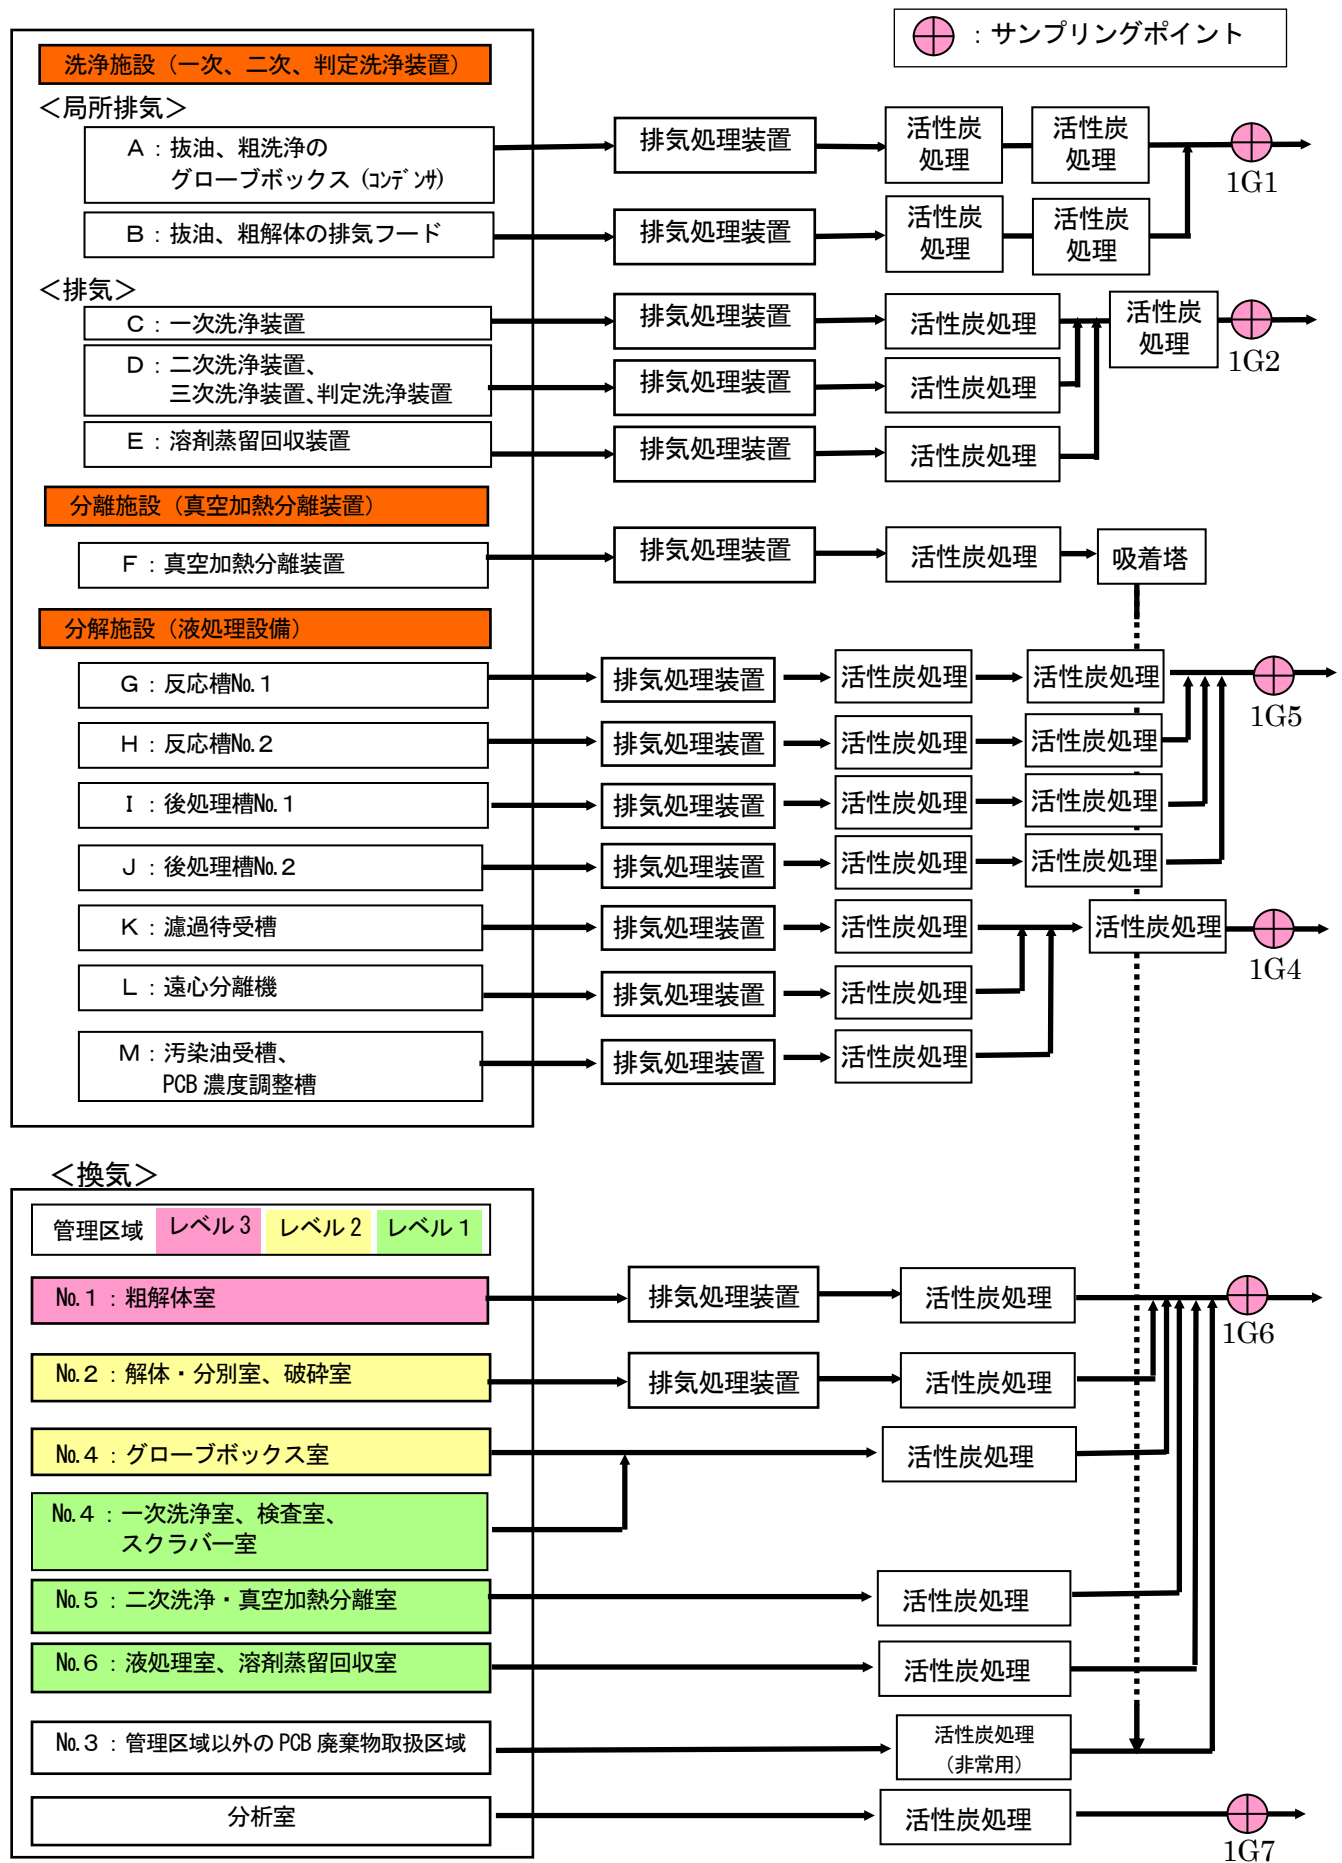 ：サンプリングポイント
洗浄施設（一次、二次、判定洗浄装置）
＜局所排気＞
Ａ：抜油、粗洗浄の
グローブボックス（ｺﾝﾃﾞﾝｻ）
排気処理装置
活性炭
処理
活性炭
処理
1G1
Ｂ：抜油、粗解体の排気フード
排気処理装置
活性炭
処理
活性炭
処理
＜排気＞
Ｃ：一次洗浄装置
排気処理装置
活性炭処理
活性炭
処理
1G2
Ｄ：二次洗浄装置、
三次洗浄装置、判定洗浄装置
排気処理装置
活性炭処理
Ｅ：溶剤蒸留回収装置
排気処理装置
活性炭処理
分離施設（真空加熱分離装置）
Ｆ：真空加熱分離装置
排気処理装置
活性炭処理
吸着塔
分解施設（液処理設備）
Ｇ：反応槽№１
排気処理装置
活性炭処理
活性炭処理
1G5
Ｈ：反応槽№２
排気処理装置
活性炭処理
活性炭処理
Ｉ：後処理槽№１
排気処理装置
活性炭処理
活性炭処理
Ｊ：後処理槽№２
排気処理装置
活性炭処理
活性炭処理
Ｋ：濾過待受槽
排気処理装置
活性炭処理
活性炭処理
1G4
Ｌ：遠心分離機
排気処理装置
活性炭処理
Ｍ：汚染油受槽、
PCB濃度調整槽
排気処理装置
活性炭処理
＜換気＞
管理区域 レベル３ レベル２ レベル１
№１：粗解体室
排気処理装置
活性炭処理
1G6
№２：解体・分別室、破砕室
排気処理装置
活性炭処理
№４：グローブボックス室
活性炭処理
№４：一次洗浄室、検査室、
スクラバー室
№５：二次洗浄・真空加熱分離室
活性炭処理
№６：液処理室、溶剤蒸留回収室
活性炭処理
№３：管理区域以外のPCB廃棄物取扱区域
活性炭処理
（非常用）
分析室
活性炭処理
1G7